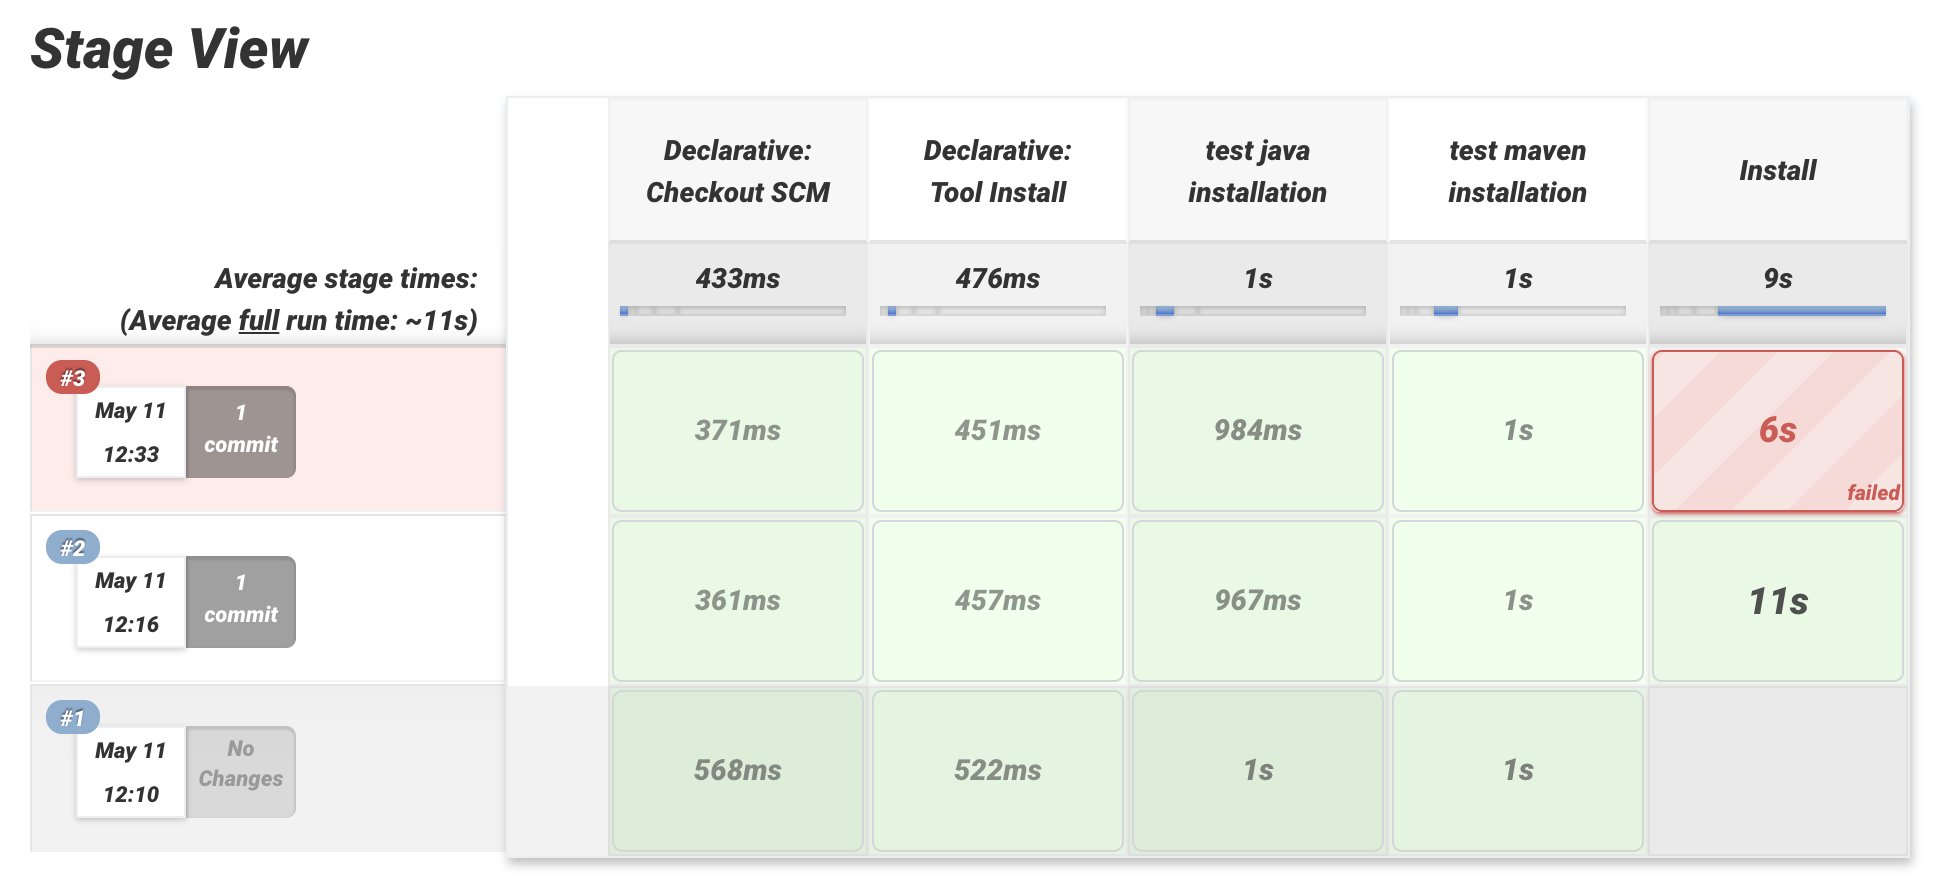 Stage View
Declarative:
Checkout SCM
Declarative:
Tool Install
test java
installation
test maven
installation
Install
Average stage times:
(Average full run time: ~11s)
433ms
476ms
1s
1s
9s
#3
May 11
12:33
1
commit
371ms
451ms
984ms
1s
6s
failed
#2
May 11
12:16
1
commit
361ms
457ms
967ms
1s
11s
#1
May 11
12:10
No
Changes
568ms
522ms
1s
1s